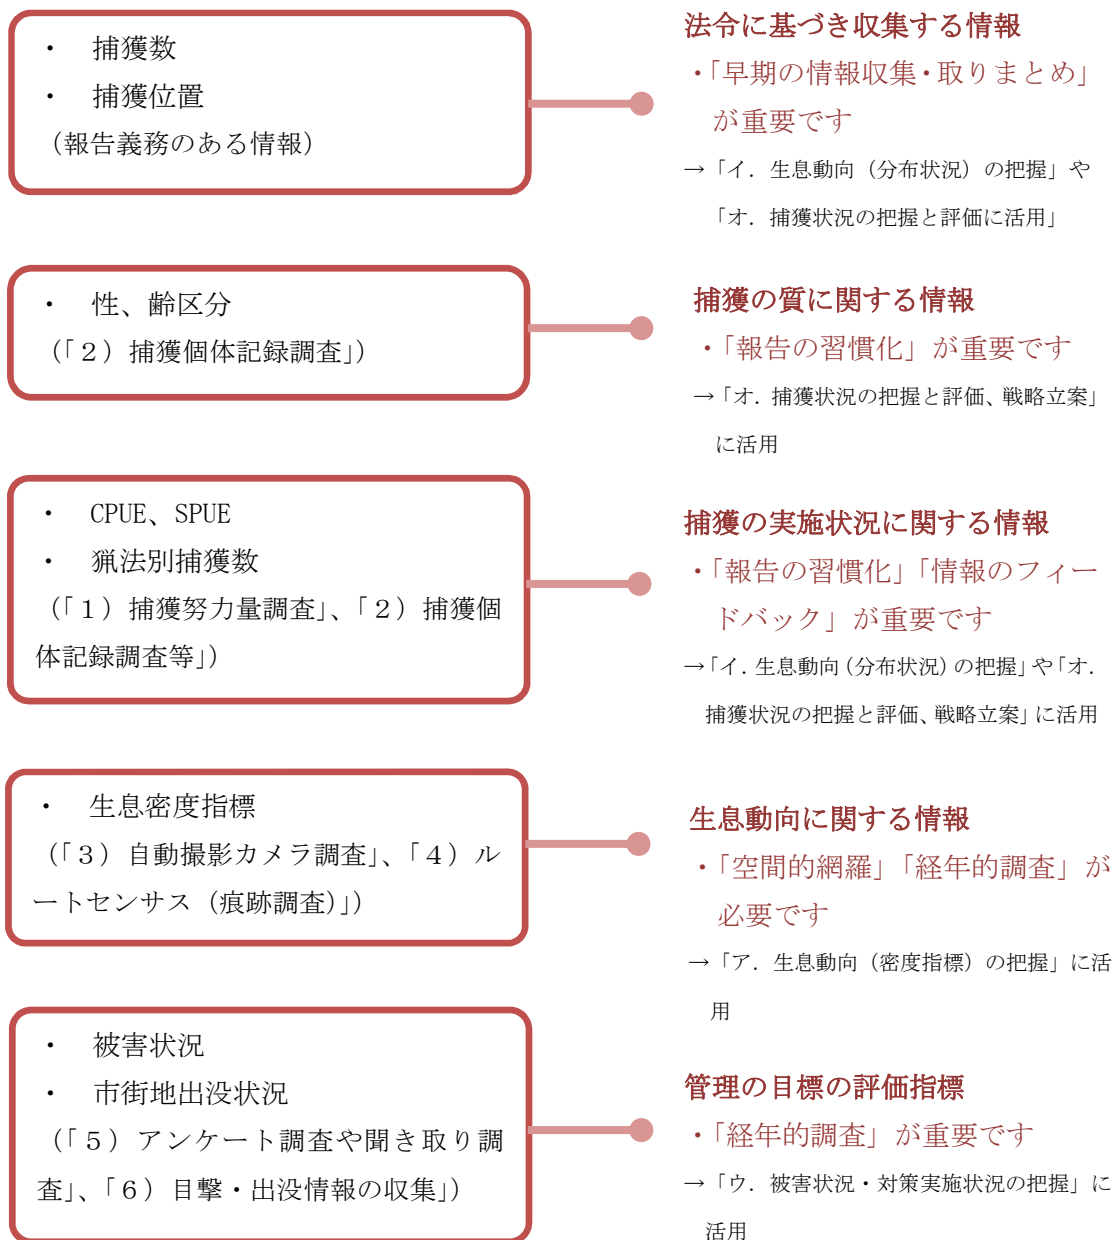 ・ 捕獲数
・ 捕獲位置
（報告義務のある情報）
法令に基づき収集する情報
・「早期の情報収集・取りまとめ」
が重要です
→「イ．生息動向（分布状況）の把握」や
「オ．捕獲状況の把握と評価に活用」
・ 性、齢区分
（「２）捕獲個体記録調査」）
捕獲の質に関する情報
・「報告の習慣化」が重要です
→「オ．捕獲状況の把握と評価、戦略立案」
に活用
・ CPUE、SPUE
・ 猟法別捕獲数
（「１）捕獲努力量調査」、「２）捕獲個
体記録調査等」）
捕獲の実施状況に関する情報
・「報告の習慣化」「情報のフィー
ドバック」が重要です
→「イ．生息動向（分布状況）の把握」や「オ．
捕獲状況の把握と評価、戦略立案」に活用
・ 生息密度指標
（「３）自動撮影カメラ調査」、「４）ル
ートセンサス（痕跡調査）」）
生息動向に関する情報
・「空間的網羅」「経年的調査」が
必要です
→「ア．生息動向（密度指標）の把握」に活
用
・ 被害状況
・ 市街地出没状況
（「５）アンケート調査や聞き取り調
査」、「６）目撃・出没情報の収集」）
管理の目標の評価指標
・「経年的調査」が重要です
→「ウ．被害状況・対策実施状況の把握」に
活用